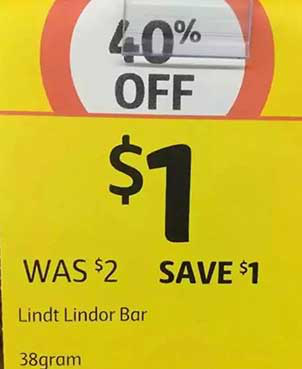 40%
OFF
$1
WAS $2 SAVE $1
Lindt Lindor Bar
38gram